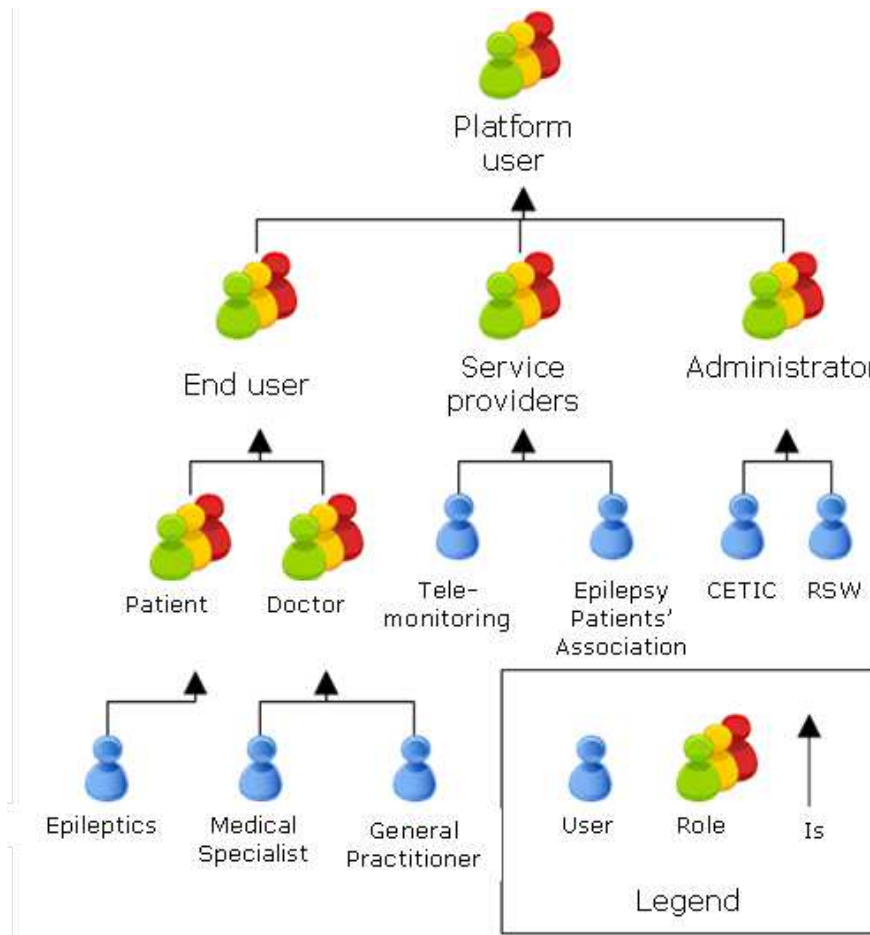 Platform
user
End user
Service
providers
Administrator
Patient
Doctor
Tele-
monitoring
Epilepsy
Patients'
Association
CETIC
RSW
Epileptics
Medical
Specialist
General
Practitioner
User
Role
Is
Legend